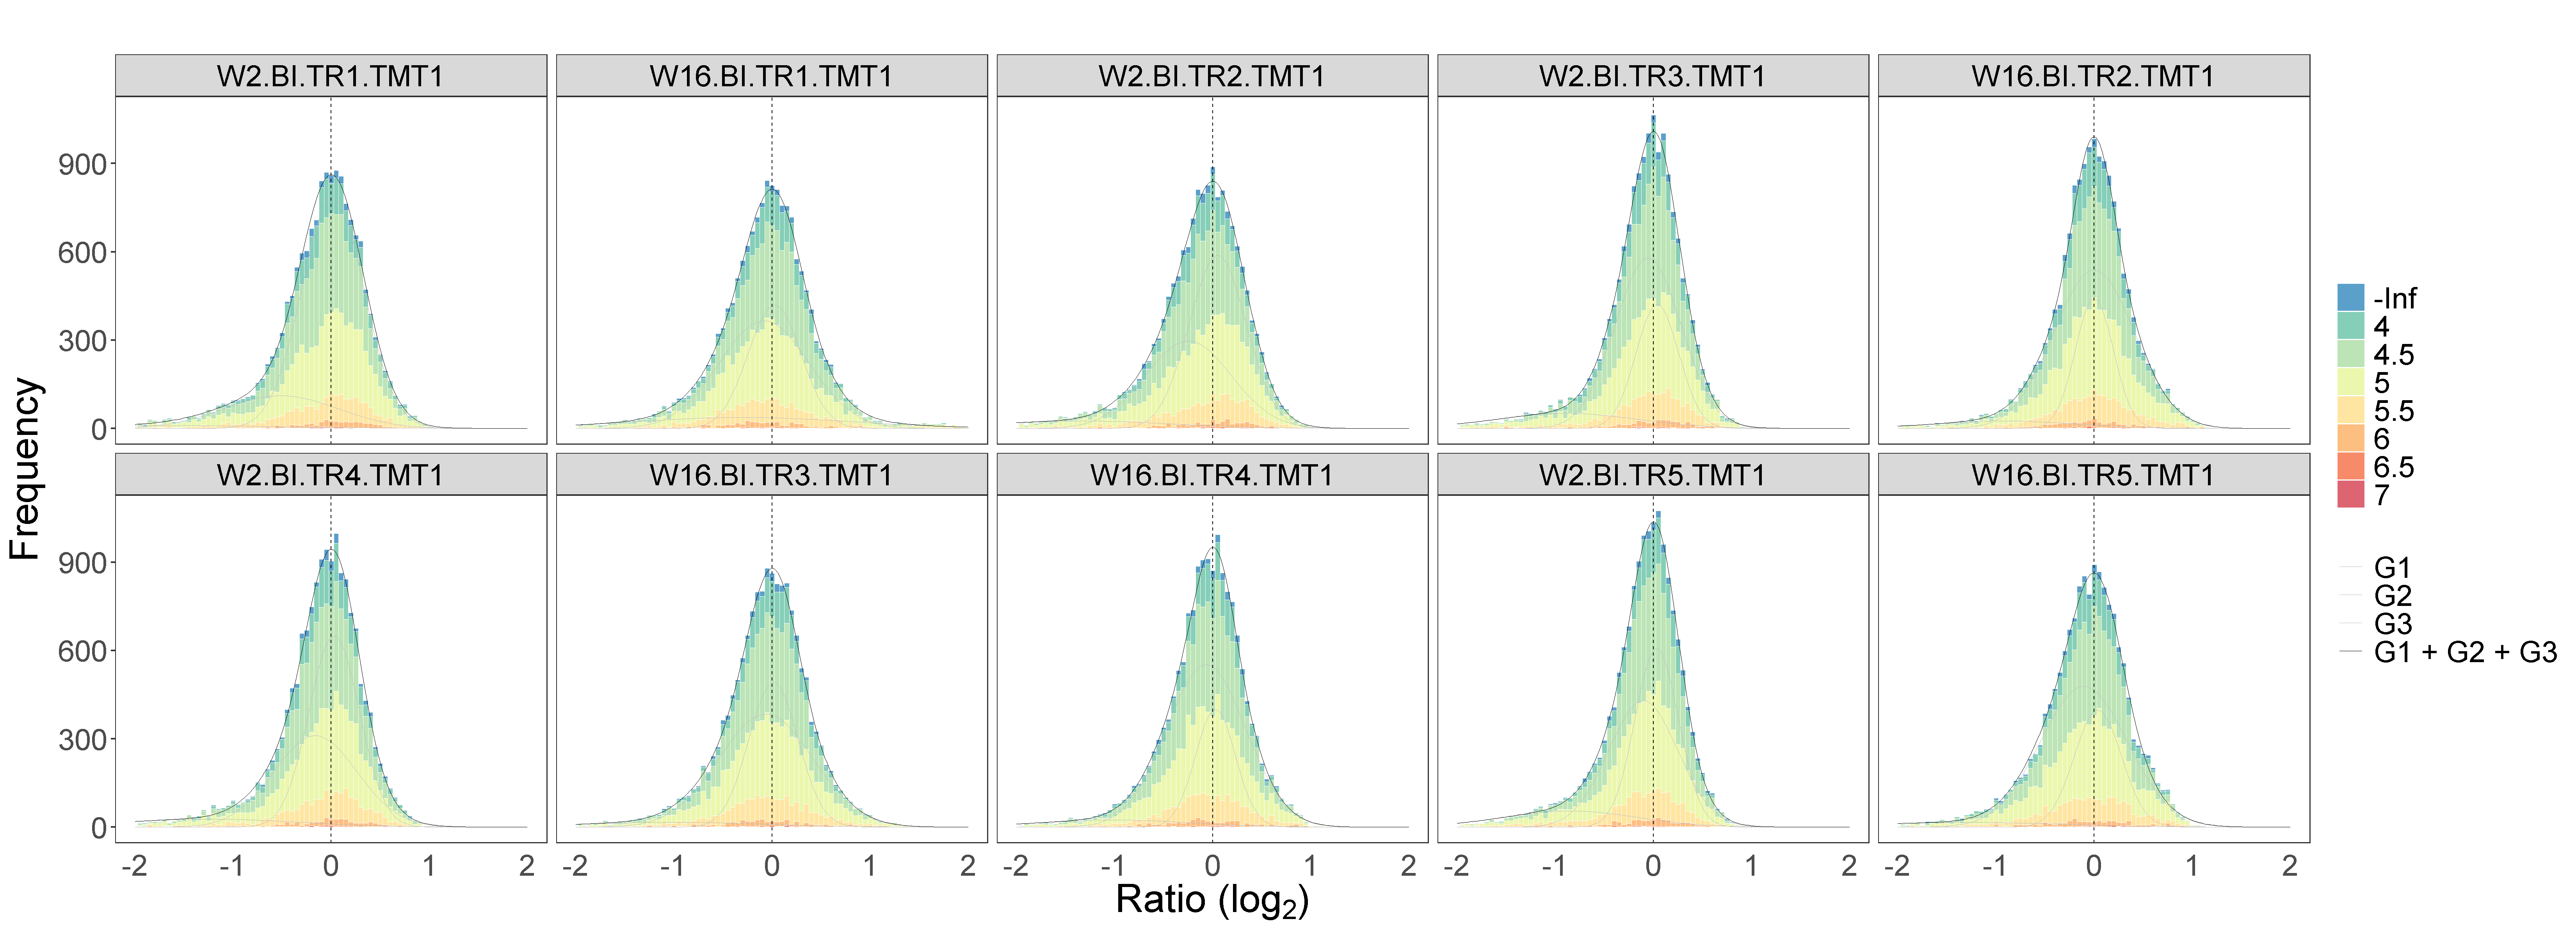 W2.BI.TR1.TMT1
W16.BI.TR1.TMT1
W2.BI.TR2.TMT1
W2.BI.TR3.TMT1
W16.BI.TR2.TMT1
900
600
300
0
W2.BI.TR4.TMT1
W16.BI.TR3.TMT1
W16.BI.TR4.TMT1
W2.BI.TR5.TMT1
W16.BI.TR5.TMT1
900
600
300
0
-2 -1 0 1 2
-2 -1 0 1 2
-2 -1 0 1 2
-2 -1 0 1 2
-2 -1 0 1 2
Frequency
Ratio (log₂)
-Inf
4
4.5
5
5.5
6
6.5
7
G1
G2
G3
G1 + G2 + G3